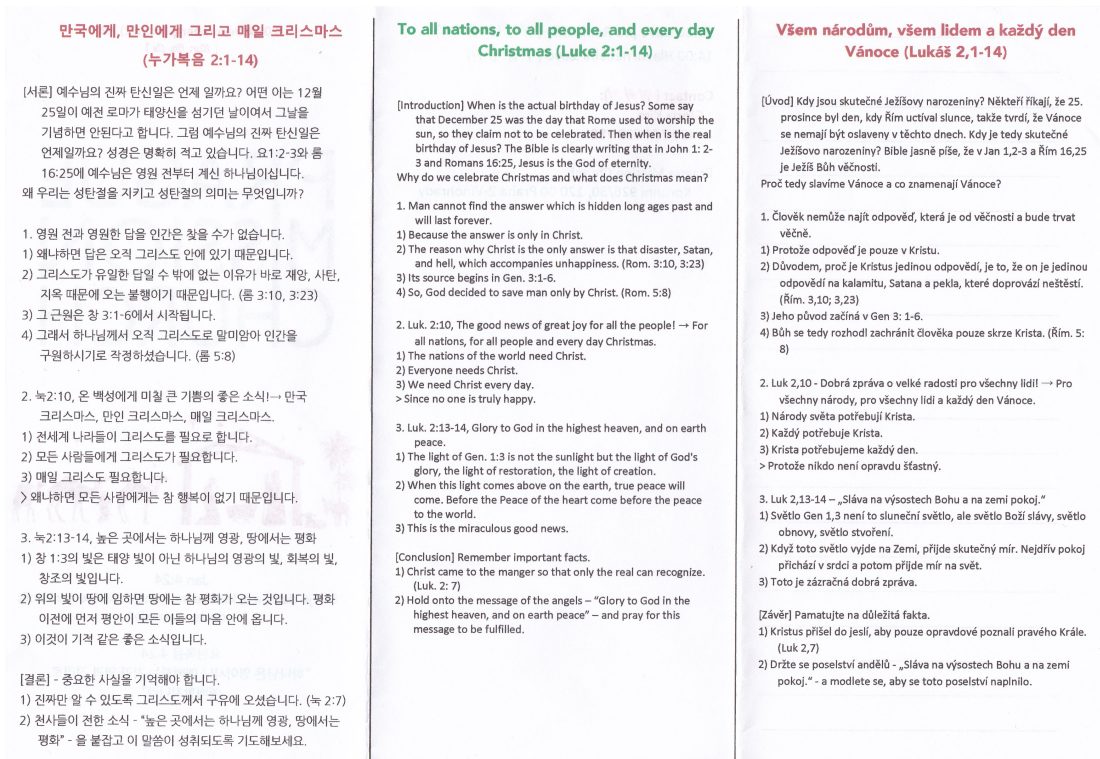 만국에게, 만인에게 그리고 매일 크리스마스
(누가복음 2:1-14)
[서론] 예수님의 진짜 탄신일은 언제 일까요? 어떤 이는 12월
25일이 예전 로마가 태양신을 섬기던 날이여서 그날을
기념하면 안된다고 합니다. 그럼 예수님의 진짜 탄신일은
언제일까요? 성경은 명확히 적고 있습니다. 요1:2-3와 롬
16:25에 예수님은 영원 전부터 계신 하나님이십니다.
왜 우리는 성탄절을 지키고 성탄절의 의미는 무엇입니까?
1. 영원 전과 영원한 답을 인간은 찾을 수가 없습니다.
1) 왜냐하면 답은 오직 그리스도 안에 있기 때문입니다.
2) 그리스도가 유일한 답일 수 밖에 없는 이유가 바로 재앙, 사탄,
지옥 때문에 오는 불행이기 때문입니다. (롬 3:10, 3:23)
3) 그 근원은 창 3:1-6에서 시작됩니다.
4) 그래서 하나님께서 오직 그리스도로 말미암아 인간을
구원하시기로 작정하셨습니다. (롬 5:8)
2. 눅2:10, 온 백성에게 미칠 큰 기쁨의 좋은 소식!→ 만국
크리스마스, 만인 크리스마스, 매일 크리스마스.
1) 전세계 나라들이 그리스도를 필요로 합니다.
2) 모든 사람들에게 그리스도가 필요합니다.
3) 매일 그리스도 필요합니다.
> 왜냐하면 모든 사람에게는 참 행복이 없기 때문입니다.
3. 눅2:13-14, 높은 곳에서는 하나님께 영광, 땅에서는 평화
1) 창 1:3의 빛은 태양 빛이 아닌 하나님의 영광의 빛, 회복의 빛,
창조의 빛입니다.
2) 위의 빛이 땅에 임하면 땅에는 참 평화가 오는 것입니다. 평화
이전에 먼저 평안이 모든 이들의 마음 안에 옵니다.
3) 이것이 기적 같은 좋은 소식입니다.
[결론] - 중요한 사실을 기억해야 합니다.
1) 진짜만 알 수 있도록 그리스도께서 구유에 오셨습니다. (눅 2:7)
2) 천사들이 전한 소식 - “높은 곳에서는 하나님께 영광, 땅에서는
평화” - 을 붙잡고 이 말씀이 성취되도록 기도해보세요.
To all nations, to all people, and every day
Christmas (Luke 2:1-14)
[Introduction] When is the actual birthday of Jesus? Some say
that December 25 was the day that Rome used to worship the
sun, so they claim not to be celebrated. Then when is the real
birthday of Jesus? The Bible is clearly writing that in John 1: 2-
3 and Romans 16:25, Jesus is the God of eternity.
Why do we celebrate Christmas and what does Christmas mean?
1. Man cannot find the answer which is hidden long ages past and
will last forever.
1) Because the answer is only in Christ.
2) The reason why Christ is the only answer is that disaster, Satan,
and hell, which accompanies unhappiness. (Rom. 3:10, 3:23)
3) Its source begins in Gen. 3:1-6.
4) So, God decided to save man only by Christ. (Rom. 5:8)
2. Luk. 2:10, The good news of great joy for all the people! → For
all nations, for all people and every day Christmas.
1) The nations of the world need Christ.
2) Everyone needs Christ.
3) We need Christ every day.
> Since no one is truly happy.
3. Luk. 2:13-14, Glory to God in the highest heaven, and on earth
peace.
1) The light of Gen. 1:3 is not the sunlight but the light of God's
glory, the light of restoration, the light of creation.
2) When this light comes above on the earth, true peace will
come. Before the Peace of the heart come before the peace
to the world.
3) This is the miraculous good news.
[Conclusion] Remember important facts.
1) Christ came to the manger so that only the real can recognize.
(Luk. 2: 7)
2) Hold onto the message of the angels – “Glory to God in the
highest heaven, and on earth peace” – and pray for this
message to be fulfilled.
Všem národům, všem lidem a každý den
Vánoce (Lukáš 2,1-14)
[Úvod] Kdy jsou skutečné Ježíšovy narozeniny? Někteří říkají, že 25.
prosince byl den, kdy Řím uctíval slunce, takže tvrdí, že Vánoce
se nemají být oslaveny v těchto dnech. Kdy je tedy skutečné
Ježíšovo narozeniny? Bible jasně píše, že v Jan 1,2-3 a Řím 16,25
je Ježíš Bůh věčnosti.
Proč tedy slavíme Vánoce a co znamenají Vánoce?
1. Člověk nemůže najít odpověď, která je od věčnosti a bude trvat
věčně.
1) Protože odpověď je pouze v Kristu.
2) Důvodem, proč je Kristus jedinou odpovědí, je to, že on je jedinou
odpovědí na kalamitu, Satana a pekla, které doprovází neštěstí.
(Řím. 3,10; 3,23)
3) Jeho původ začíná v Gen 3: 1-6.
4) Bůh se tedy rozhodl zachránit člověka pouze skrze Krista. (Řím. 5:
8)
2. Luk 2,10 - Dobrá zpráva o velké radosti pro všechny lidi! → Pro
všechny národy, pro všechny lidi a každý den Vánoce.
1) Národy světa potřebují Krista.
2) Každý potřebuje Krista.
3) Krista potřebujeme každý den.
> Protože nikdo není opravdu šťastný.
3. Luk 2,13-14 – „Sláva na výsostech Bohu a na zemi pokoj.“
1) Světlo Gen 1,3 není to sluneční světlo, ale světlo Boží slávy, světlo
obnovy, světlo stvoření.
2) Když toto světlo vyjde na Zemi, přijde skutečný mír. Nejdřív pokoj
přichází v srdci a potom přijde mír na svět.
3) Toto je zázračná dobrá zpráva.
[Závěr] Pamatujte na důležitá fakta.
1) Kristus přišel do jeslí, aby pouze opravdové poznali pravého Krále.
(Luk 2,7)
2) Držte se poselství andělů - „Sláva na výsostech Bohu a na zemi
pokoj.“ - a modlete se, aby se toto poselství naplnilo.